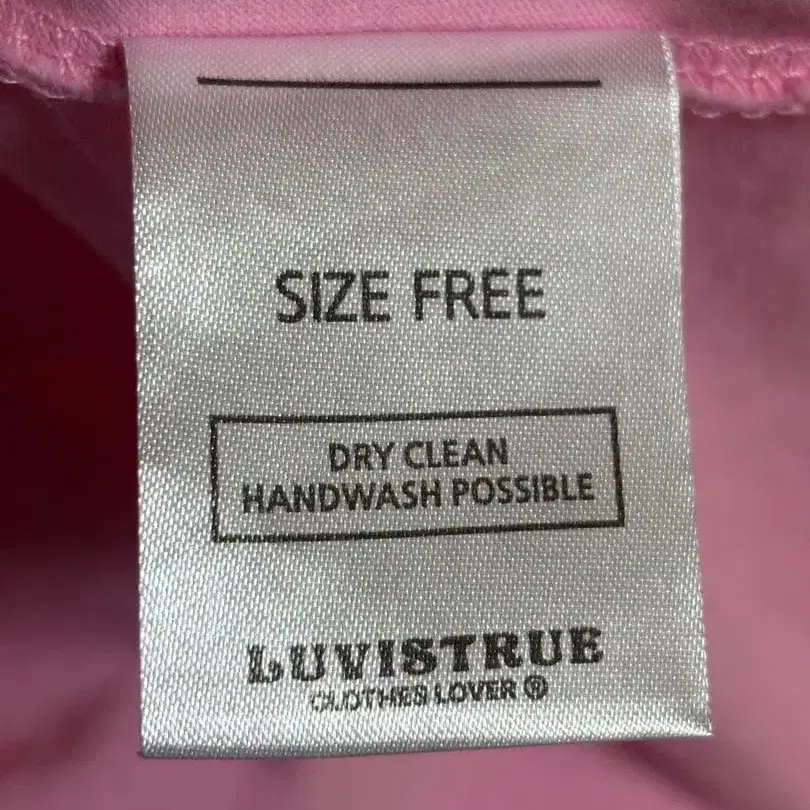 SIZE FREE
DRY CLEAN
HANDWASH POSSIBLE
LUVISTRUE
CLOTHES LOVER ®